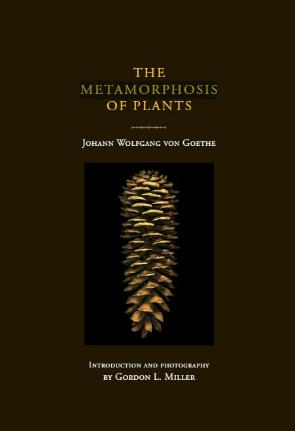 THE
METAMORPHOSIS
OF PLANTS
JOHANN WOLFGANG VON GOETHE
INTRODUCTION AND PHOTOGRAPHY
BY GORDON L. MILLER